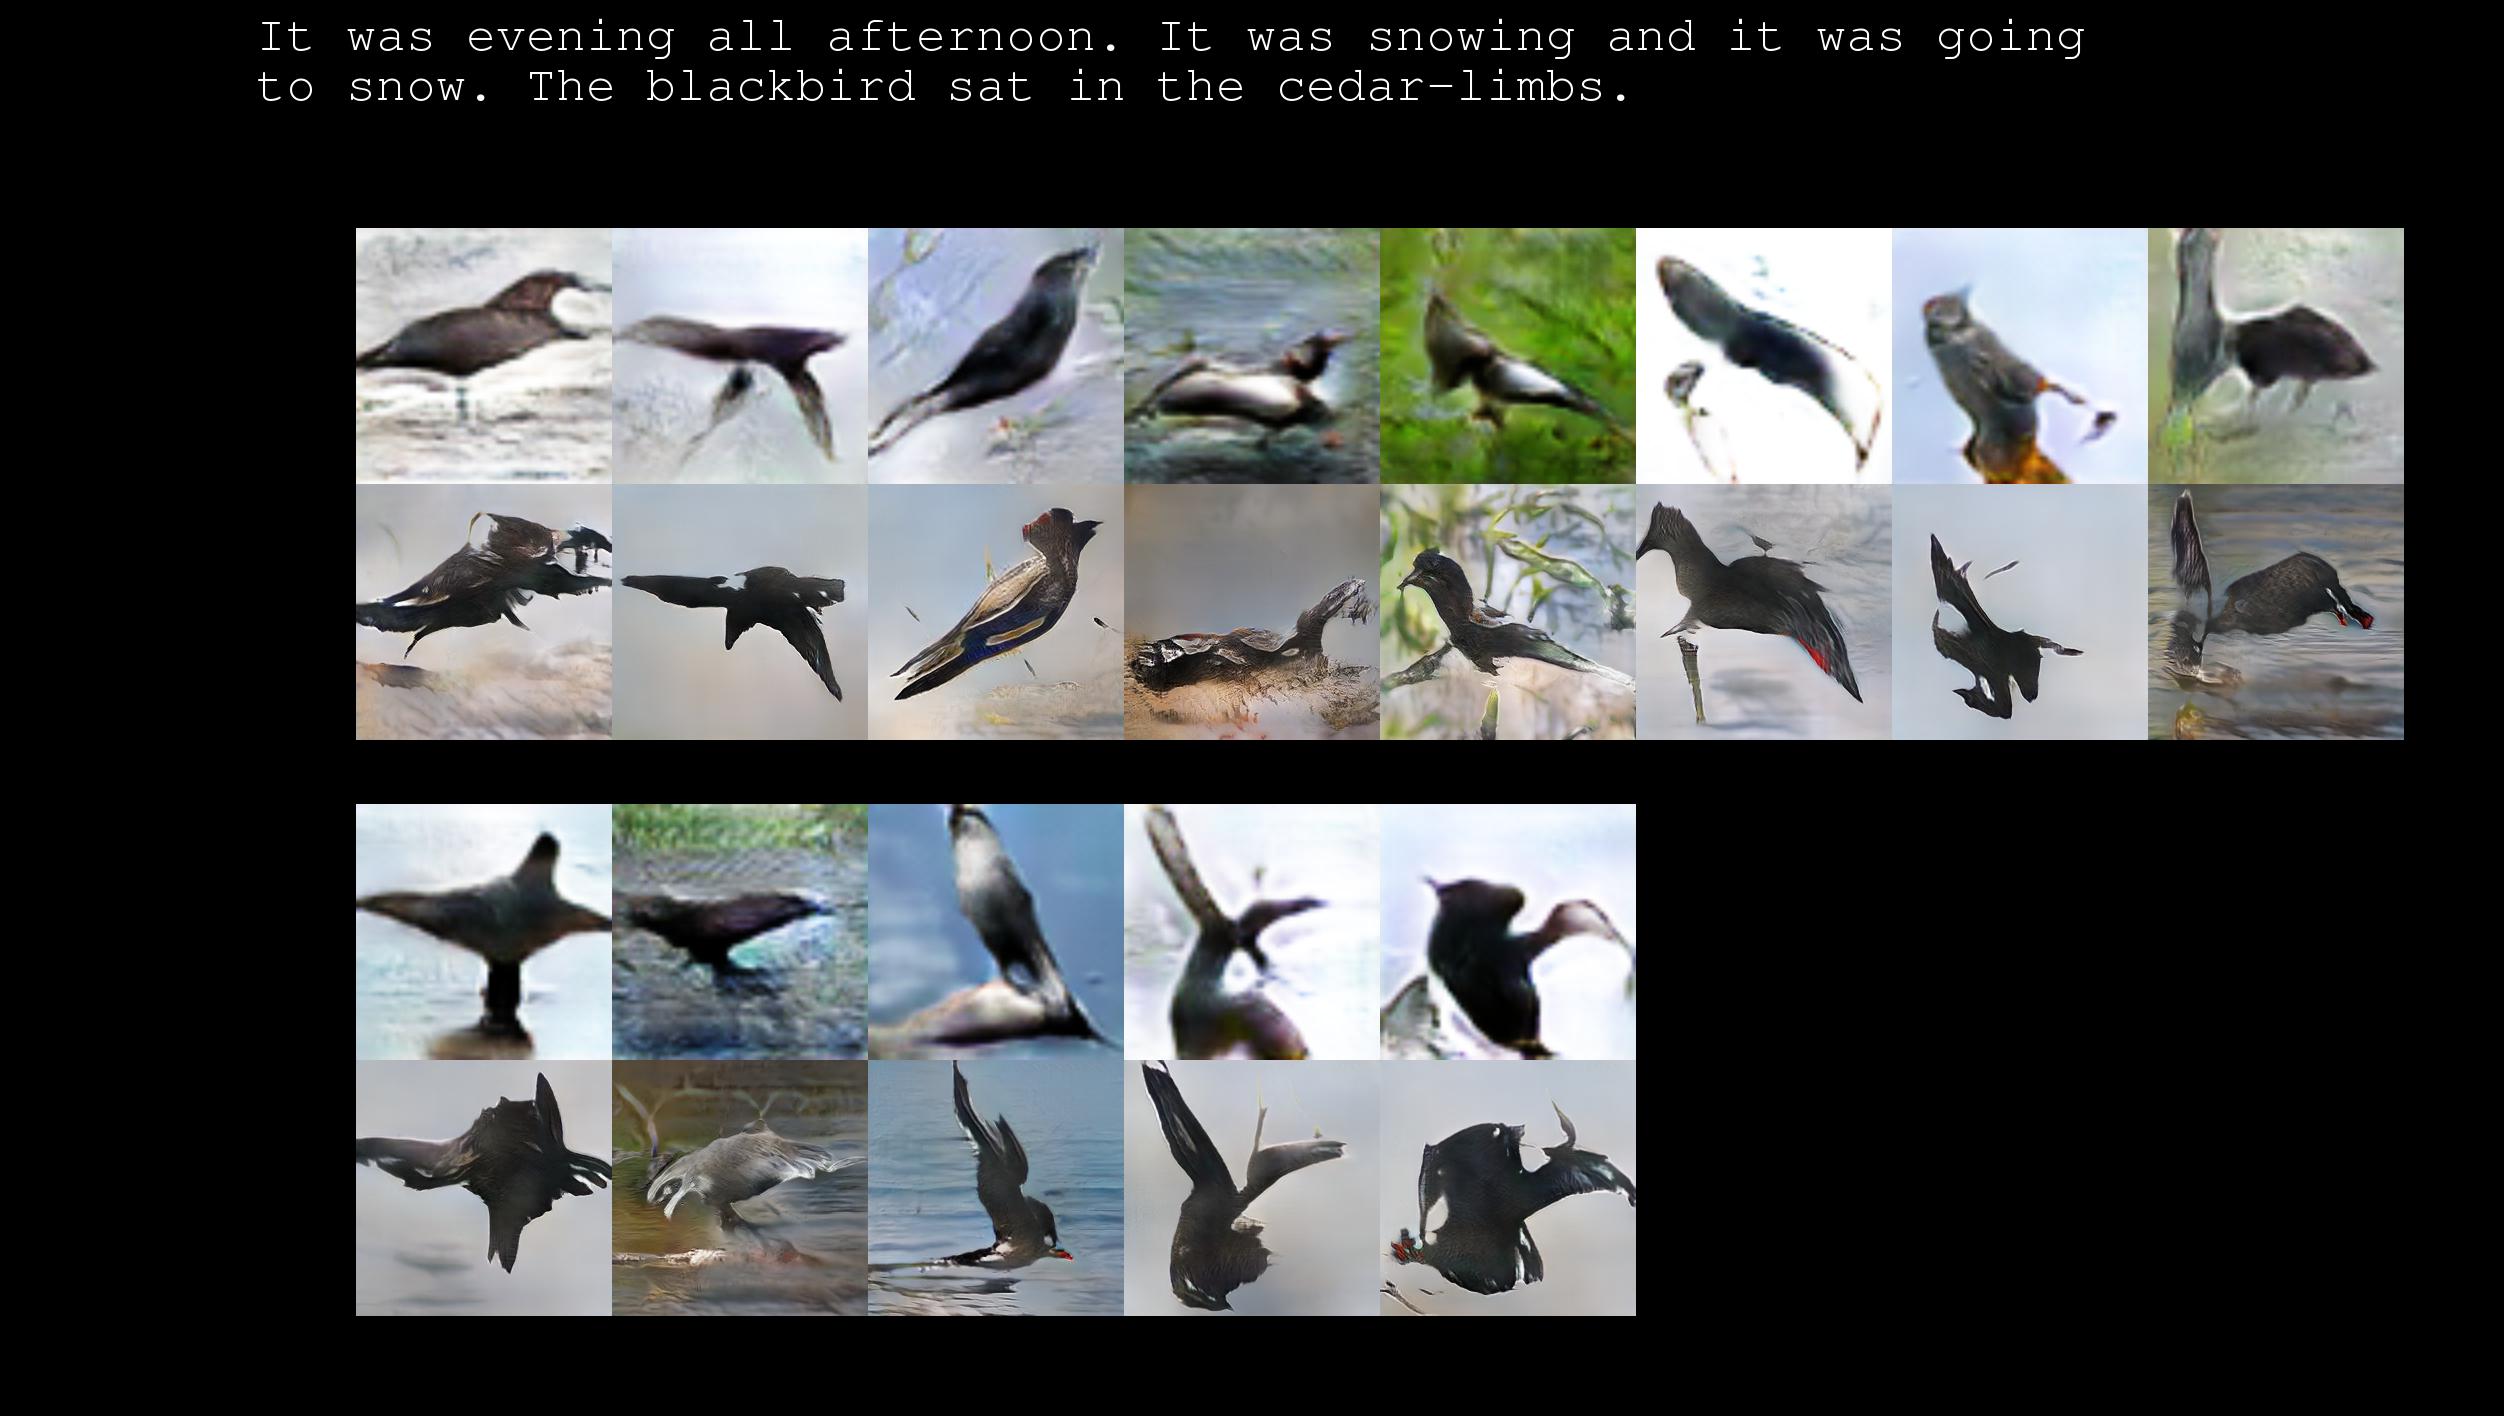 It was evening all afternoon. It was snowing and it was going
to snow. The blackbird sat in the cedar-limbs.